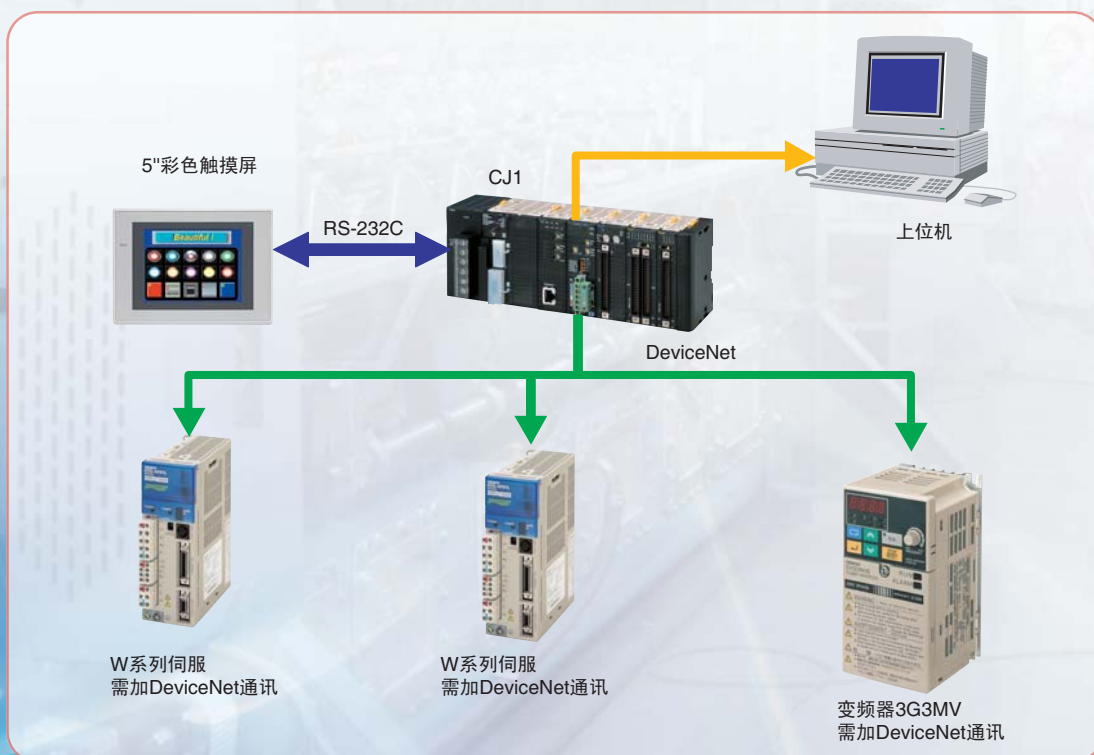 5"彩色触摸屏
Beautiful !
RS-232C
CJ1
上位机
DeviceNet
W系列伺服
需加DeviceNet通讯
W系列伺服
需加DeviceNet通讯
RUN
ALARM
变频器3G3MV
需加DeviceNet通讯